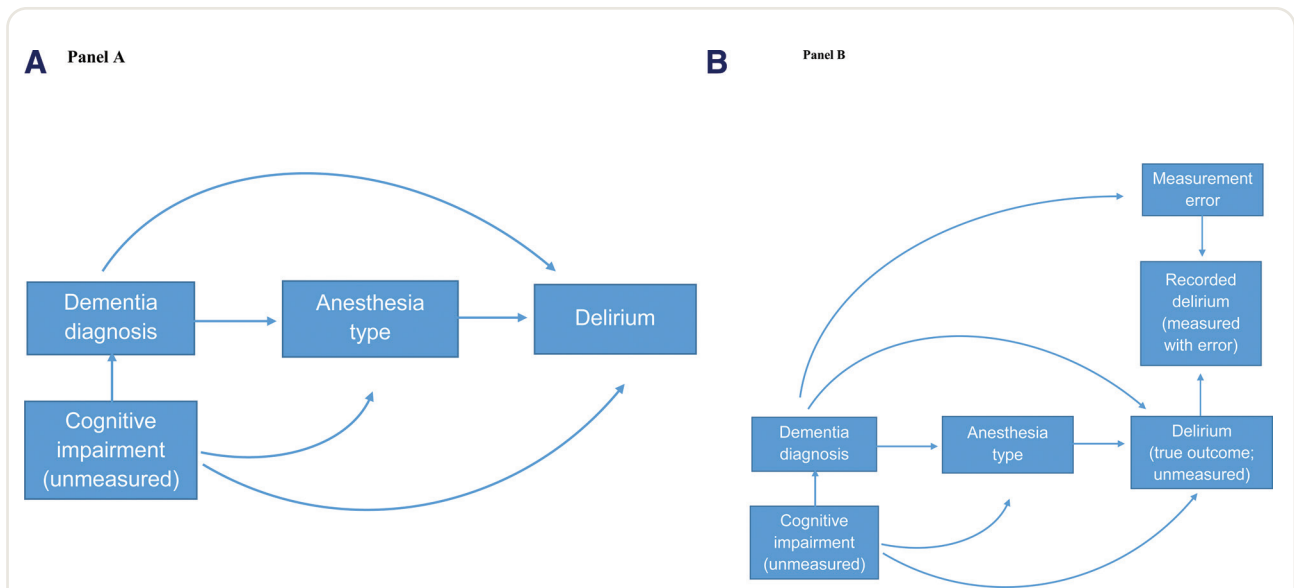 A Panel A
Dementia
diagnosis
Anesthesia
type
Delirium
Cognitive
impairment
(unmeasured)
B Panel B
Measurement
error
Recorded
delirium
(measured
with error)
Dementia
diagnosis
Anesthesia
type
Delirium
(true outcome;
unmeasured)
Cognitive
impairment
(unmeasured)